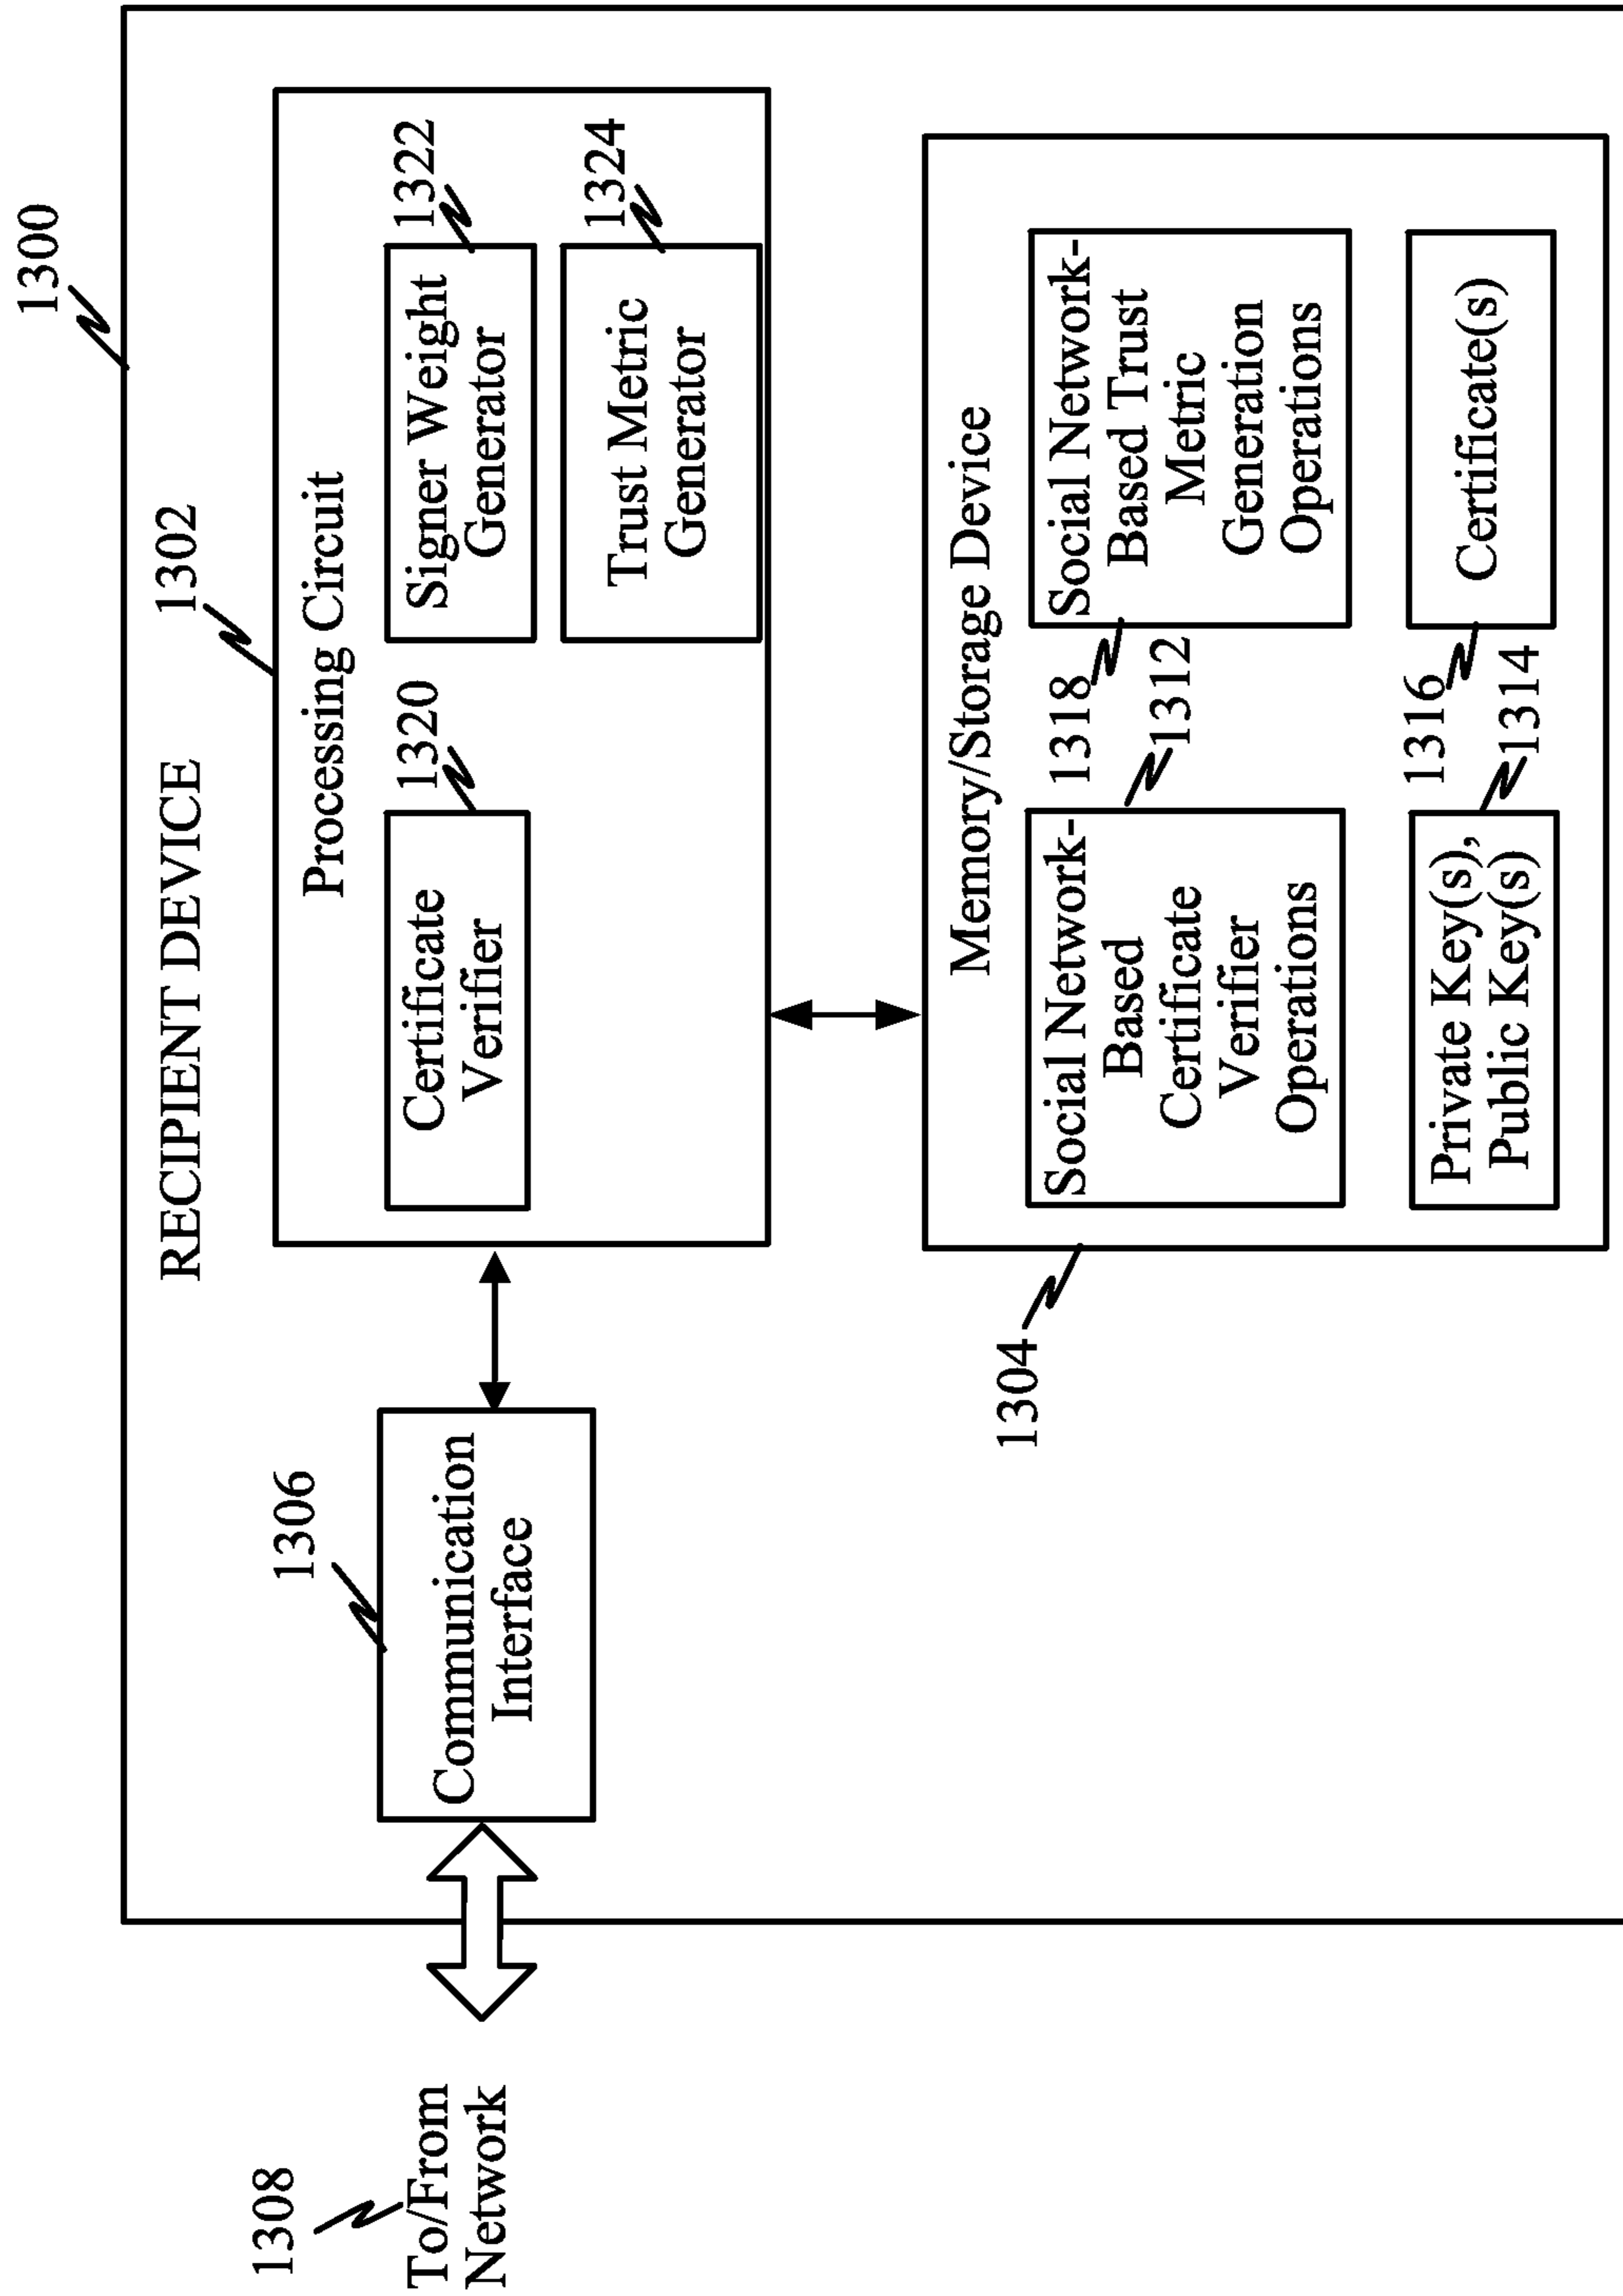 1300
RECIPIENT DEVICE
1302
Processing Circuit
1308
To/From
Network
1306
Communication
Interface
1320
Certificate
Verifier
1322
Signer Weight
Generator
1324
Trust Metric
Generator
1304
Memory/Storage Device
Social Network-
Based
Certificate
Verifier
Operations
1312
1318
Social Network-
Based Trust
Metric
Generation
Operations
Private Key(s),
Public Key(s)
1314
1316
Certificate(s)